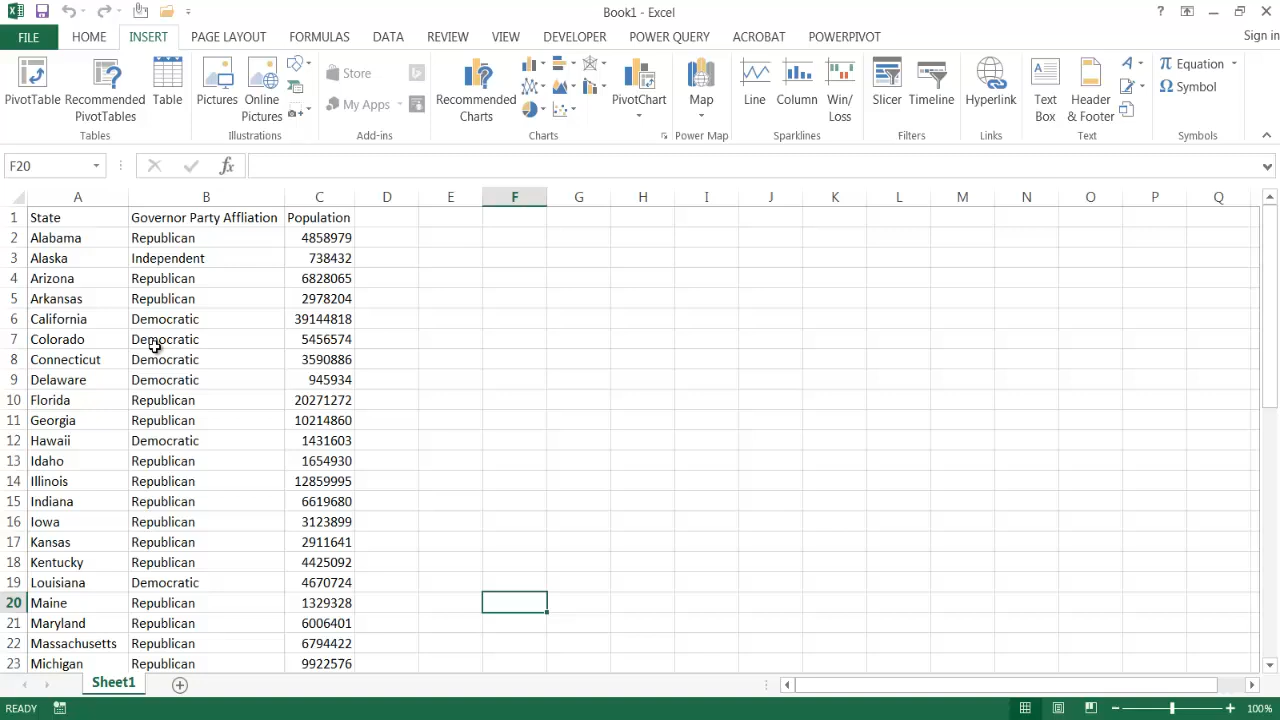 Book1 - Excel
?
Sign in
FILE HOME INSERT PAGE LAYOUT FORMULAS DATA REVIEW VIEW DEVELOPER POWER QUERY ACROBAT POWERPIVOT
PivotTable Recommended PivotTables Table Pictures Online Pictures Store My Apps Recommended Charts PivotChart Map Line Column Win/Loss Slicer Timeline Hyperlink Text Box Header & Footer Equation Symbol
Tables Illustrations Add-ins Charts Power Map Sparklines Filters Links Text Symbols
F20 fx
A B C D E F G H I J K L M N O P Q
1 State Governor Party Affliation Population
2 Alabama Republican 4858979
3 Alaska Independent 738432
4 Arizona Republican 6828065
5 Arkansas Republican 2978204
6 California Democratic 39144818
7 Colorado Democratic 5456574
8 Connecticut Democratic 3590886
9 Delaware Democratic 945934
10 Florida Republican 20271272
11 Georgia Republican 10214860
12 Hawaii Democratic 1431603
13 Idaho Republican 1654930
14 Illinois Republican 12859995
15 Indiana Republican 6619680
16 Iowa Republican 3123899
17 Kansas Republican 2911641
18 Kentucky Republican 4425092
19 Louisiana Democratic 4670724
20 Maine Republican 1329328
21 Maryland Republican 6006401
22 Massachusetts Republican 6794422
23 Michigan Republican 9922576
Sheet1
READY 100%